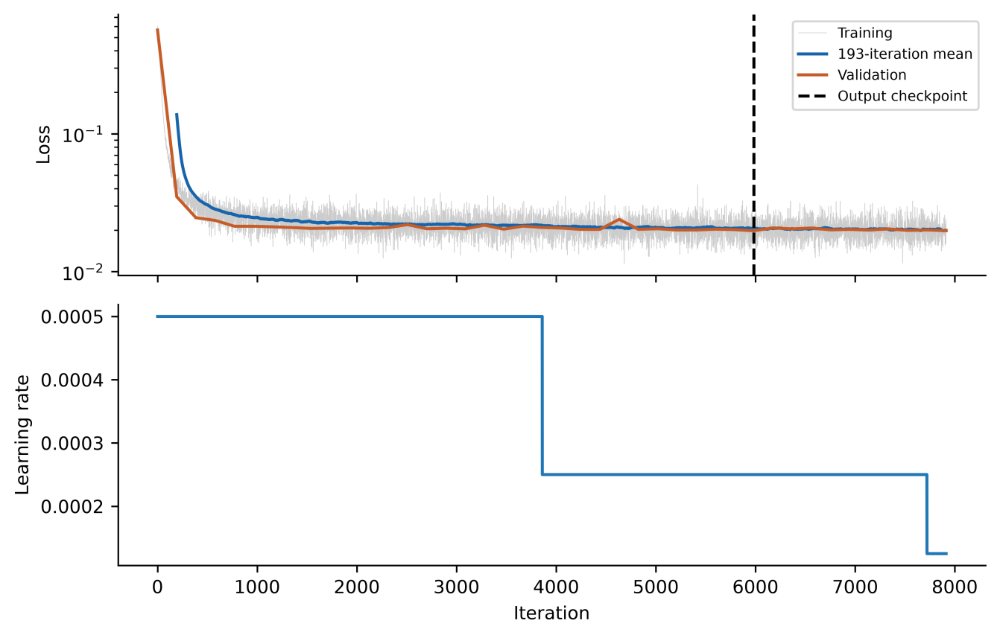 Loss
10⁻¹
10⁻²
Training
193-iteration mean
Validation
Output checkpoint
Learning rate
0.0005
0.0004
0.0003
0.0002
0 1000 2000 3000 4000 5000 6000 7000 8000
Iteration